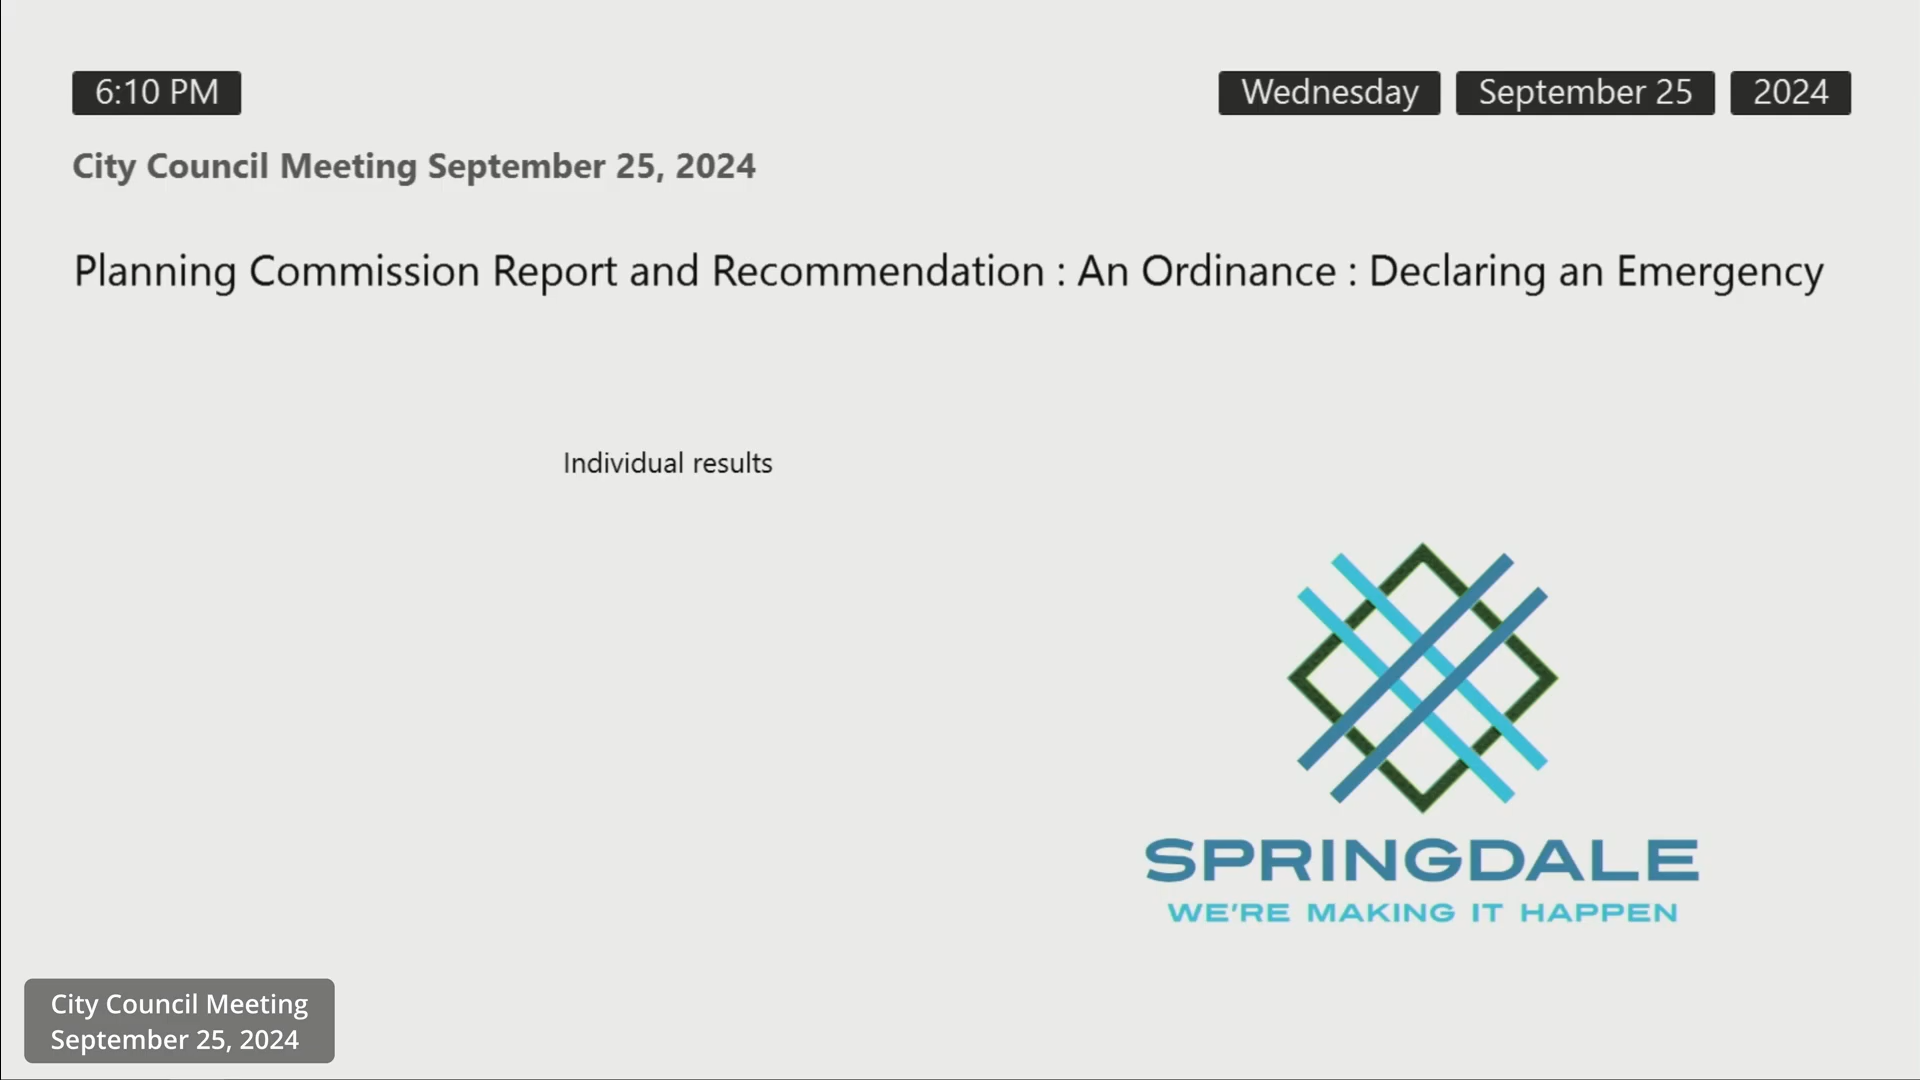 6:10 PM
Wednesday September 25 2024
City Council Meeting September 25, 2024
Planning Commission Report and Recommendation : An Ordinance : Declaring an Emergency
Individual results
SPRINGDALE
WE'RE MAKING IT HAPPEN
City Council Meeting
September 25, 2024